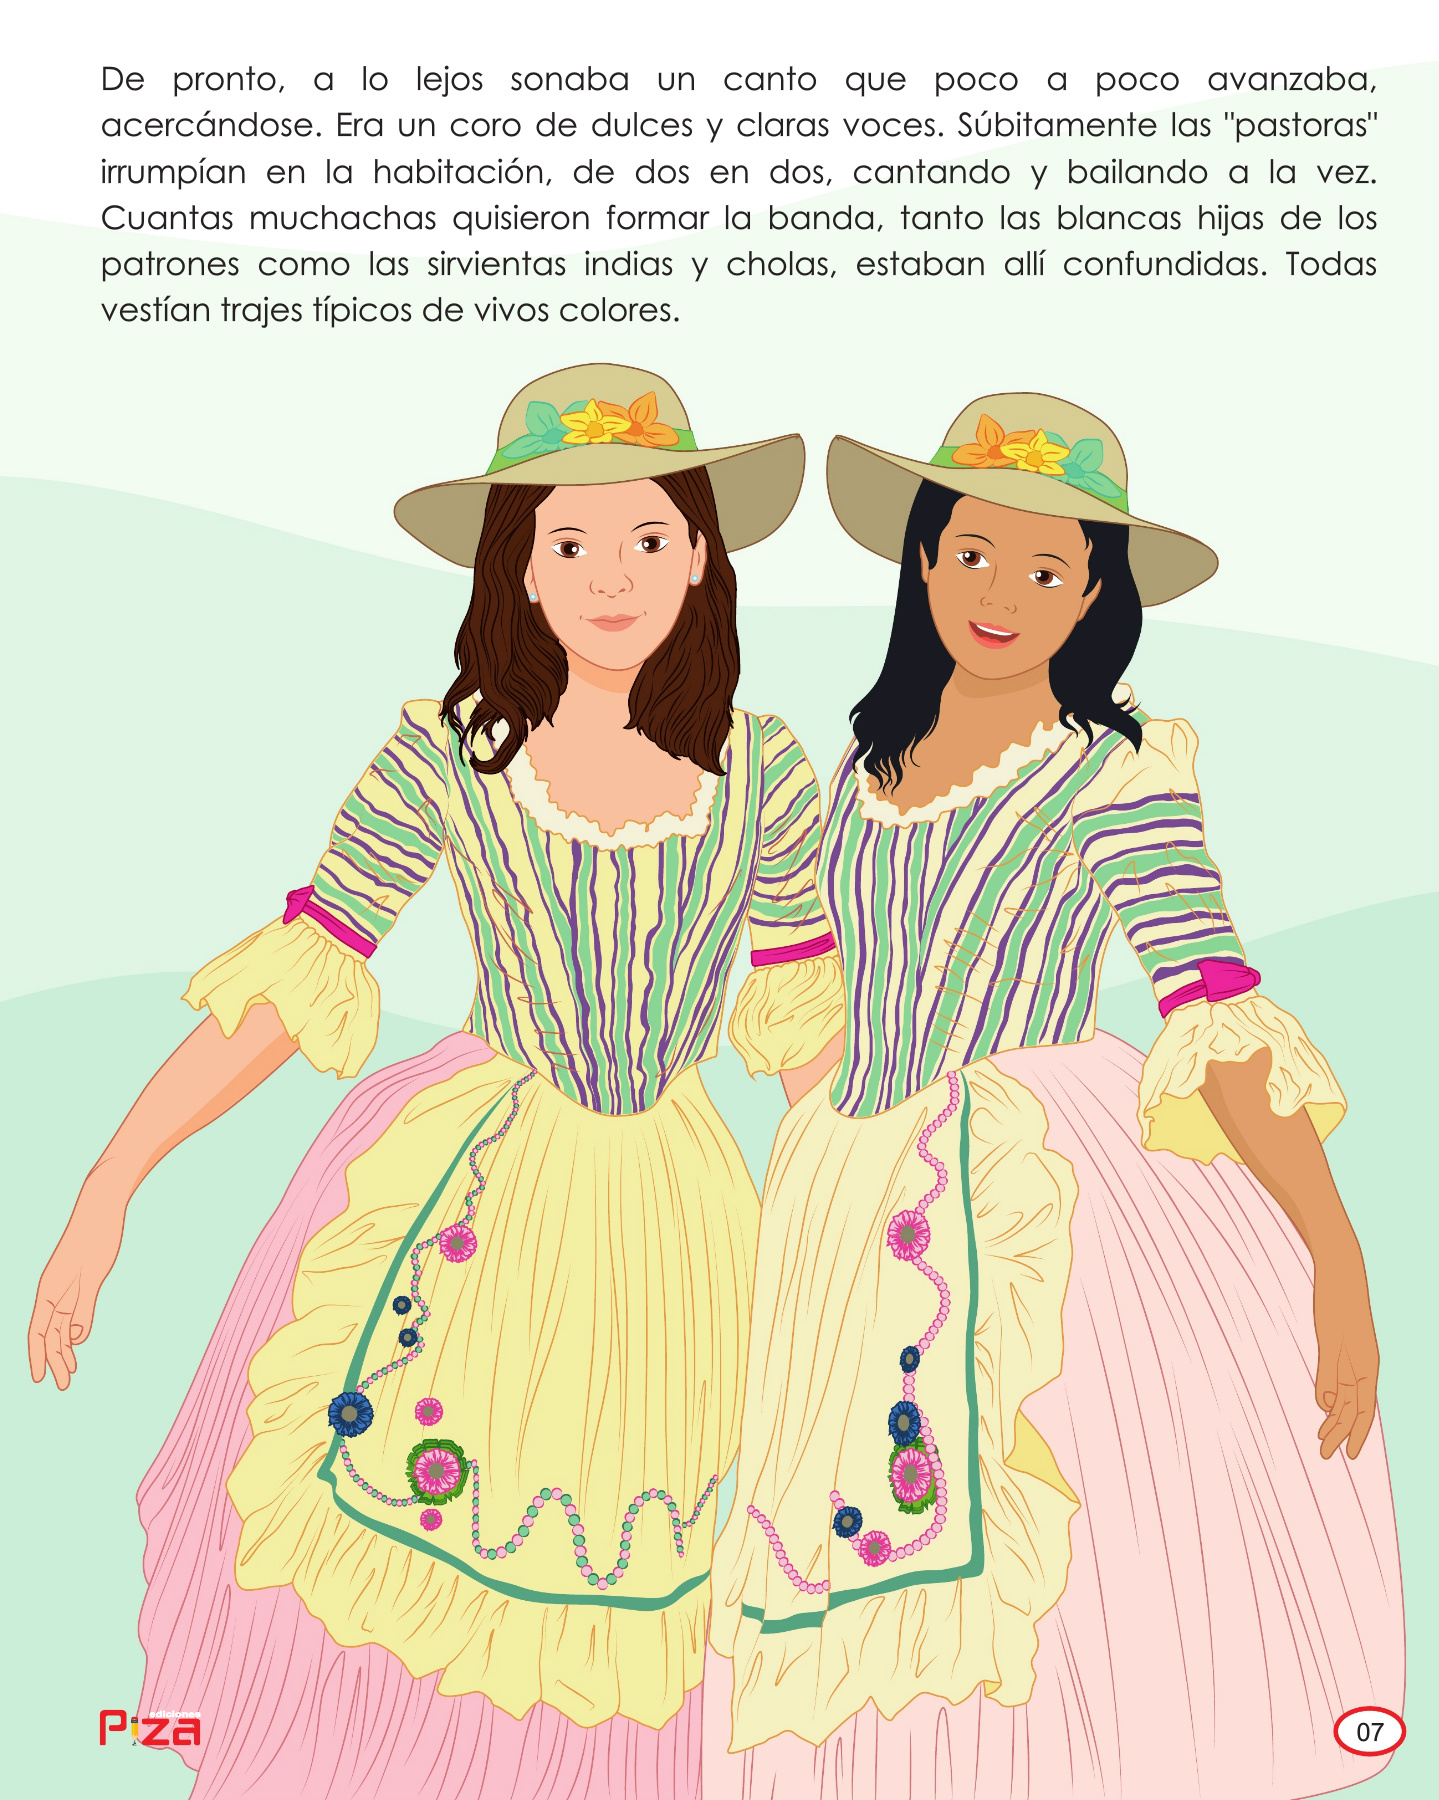 De pronto, a lo lejos sonaba un canto que poco a poco avanzaba,
acercándose. Era un coro de dulces y claras voces. Súbitamente las "pastoras"
irrumpían en la habitación, de dos en dos, cantando y bailando a la vez.
Cuantas muchachas quisieron formar la banda, tanto las blancas hijas de los
patrones como las sirvientas indias y cholas, estaban allí confundidas. Todas
vestían trajes típicos de vivos colores.
ediciones
Piza
07